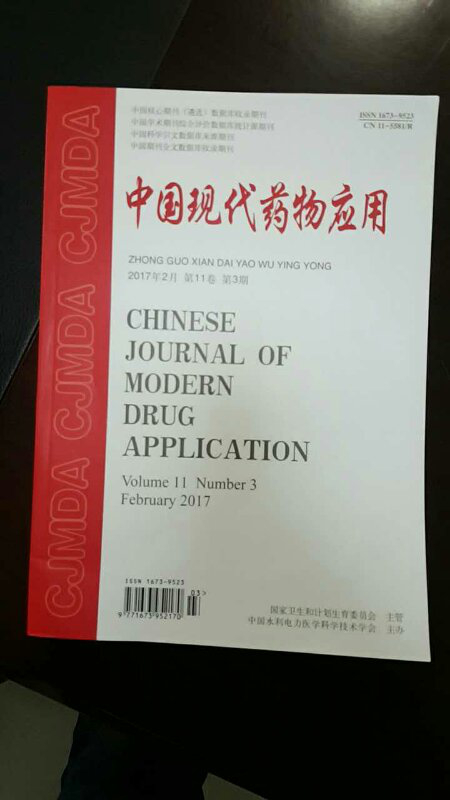 中国核心期刊（遴选）数据库收录期刊
中国学术期刊综合评价数据库统计源期刊
中国科学引文数据库来源期刊
中国期刊全文数据库收录期刊
ISSN 1673-9523
CN 11-5581/R
中国现代药物应用
ZHONG GUO XIAN DAI YAO WU YING YONG
2017年2月 第11卷 第3期
CHINESE
JOURNAL OF
MODERN
DRUG
APPLICATION
Volume 11 Number 3
February 2017
CJMDA CJMDA CJMDA
ISSN 1673-9523
03>
9 771673 952170
国家卫生和计划生育委员会 主管
中国水利电力医学科学技术学会 主办